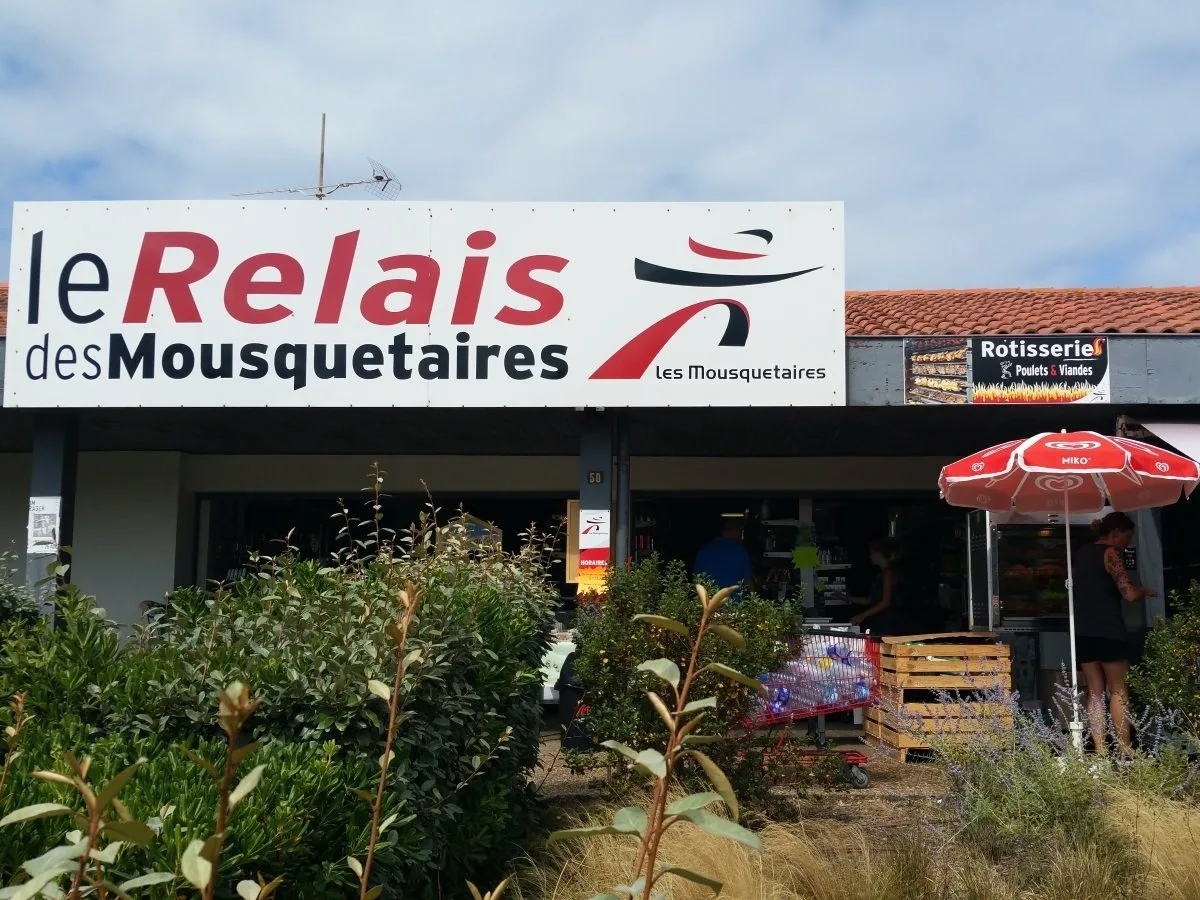 le Relais
des Mousquetaires
les Mousquetaires
Rotisserie
Poulets & Viandes
MIKO
50
HORAIRES